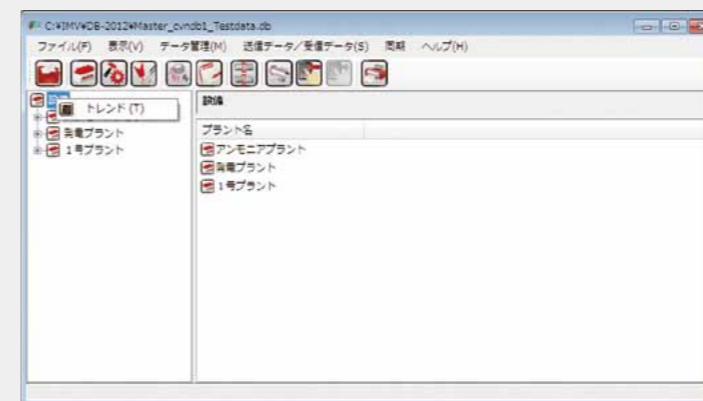 C:¥IMV¥DB-2012¥Master_cvndb1_Testdata.db
ファイル(F) 表示(V) データ管理(M) 送信データ/受信データ(S) 同期 ヘルプ(H)
トレンド (T)
発電プラント
1号プラント
設備
プラント名
アンモニアプラント
発電プラント
1号プラント